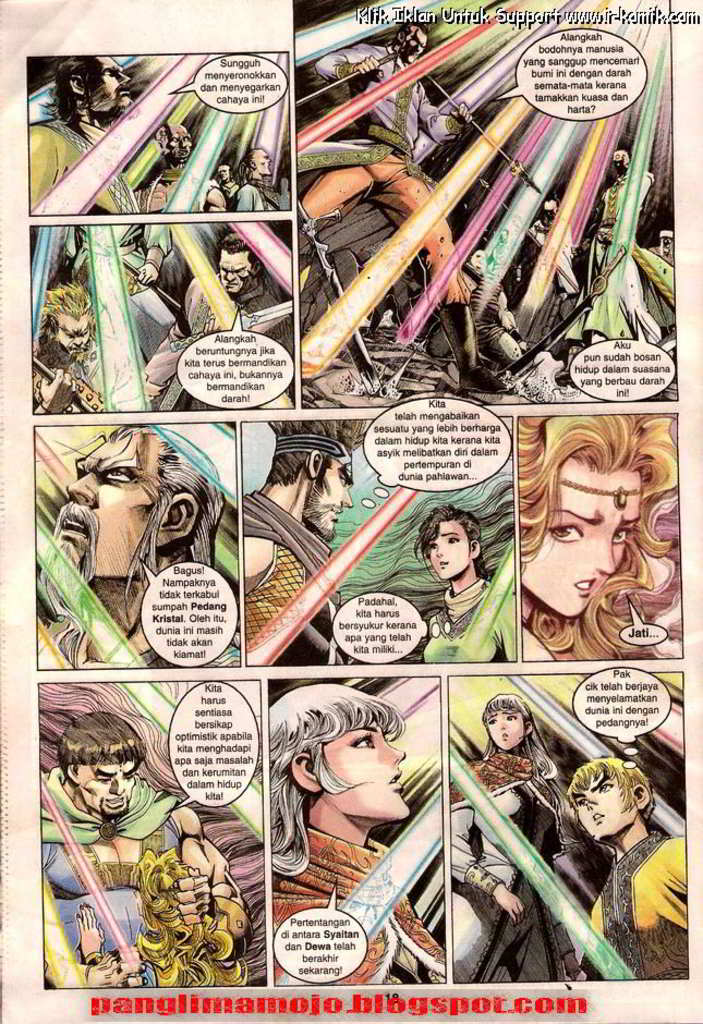 Klik Iklan Untuk Support www.ir-komik.com
Sungguh
menyeronokkan
dan menyegarkan
cahaya ini!
Alangkah
bodohnya manusia
yang sanggup mencemari
bumi ini dengan darah
semata-mata kerana
tamakkan kuasa dan
harta?
Alangkah
beruntungnya jika
kita terus bermandikan
cahaya ini, bukannya
bermandikan
darah!
Aku
pun sudah bosan
hidup dalam suasana
yang berbau darah
ini!
Bagus!
Nampaknya
tidak terkabul
sumpah Pedang
Kristal. Oleh itu,
dunia ini masih
tidak akan
kiamat!
Kita
telah mengabaikan
sesuatu yang lebih berharga
dalam hidup kita kerana kita
asyik melibatkan diri dalam
pertempuran di
dunia pahlawan...
Padahal,
kita harus
bersyukur kerana
apa yang telah
kita miliki...
Jati...
Kita
harus
sentiasa
bersikap
optimistik apabila
kita menghadapi
apa saja masalah
dan kerumitan
dalam hidup
kita!
Pertentangan
di antara Syaitan
dan Dewa telah
berakhir
sekarang!
Pak
cik telah berjaya
menyelamatkan
dunia ini dengan
pedangnya!
18
panglimamojo.blogspot.com